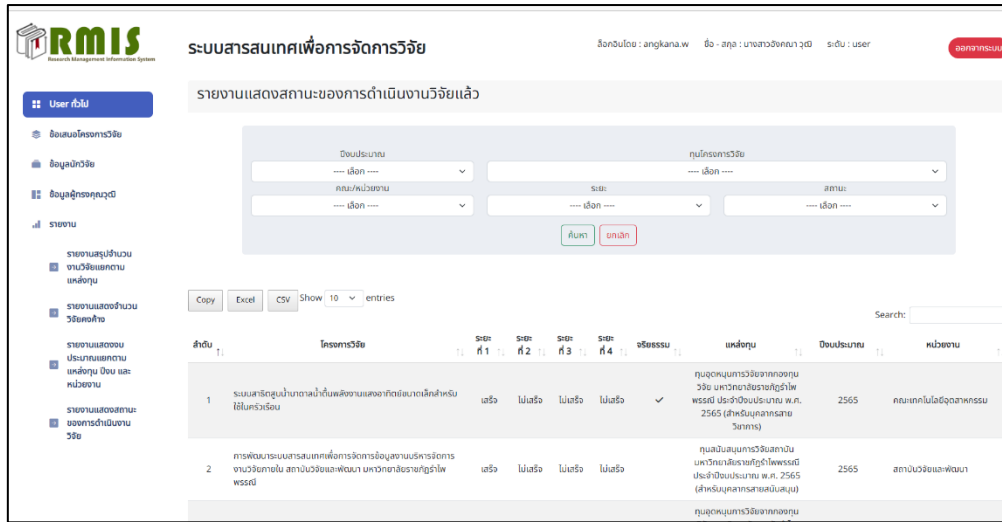 RMIS
Research Management Information System
ระบบสารสนเทศเพื่อการจัดการวิจัย
ล็อกอินโดย : angkana.w ชื่อ - สกุล : นางสาวอังคณา วุฒิ ระดับ : user
ออกจากระบบ
User ทั่วไป
ข้อเสนอโครงการวิจัย
ข้อมูลนักวิจัย
ข้อมูลผู้ทรงคุณวุฒิ
รายงาน
รายงานสรุปจำนวน
งานวิจัยแยกตาม
แหล่งทุน
รายงานแสดงจำนวน
วิจัยคงค้าง
รายงานแสดงงบ
ประมาณแยกตาม
แหล่งทุน ปีงบ และ
หน่วยงาน
รายงานแสดงสถานะ
ของการดำเนินงาน
วิจัย
รายงานแสดงสถานะของการดำเนินงานวิจัยแล้ว
ปีงบประมาณ ทุนโครงการวิจัย
---- เลือก ---- ---- เลือก ----
คณะ/หน่วยงาน ระยะ สถานะ
---- เลือก ---- ---- เลือก ---- ---- เลือก ----
ค้นหา ยกเลิก
Copy Excel CSV Show 10 entries
Search:
ลำดับ โครงการวิจัย ระยะที่ 1 ระยะที่ 2 ระยะที่ 3 ระยะที่ 4 จริยธรรม แหล่งทุน ปีงบประมาณ หน่วยงาน
1
ระบบสาธิตสูบน้ำบาดาลน้ำตื้นพลังงานแสงอาทิตย์ขนาดเล็กสำหรับ
ใช้ในครัวเรือน
เสร็จ ไม่เสร็จ ไม่เสร็จ ไม่เสร็จ ✓
ทุนอุดหนุนการวิจัยจากกองทุน
วิจัย มหาวิทยาลัยราชภัฏรำไพ
พรรณี ประจำปีงบประมาณ พ.ศ.
2565 (สำหรับบุคลากรสาย
วิชาการ)
2565 คณะเทคโนโลยีอุตสาหกรรม
2
การพัฒนาระบบสารสนเทศเพื่อการจัดการข้อมูลงานบริหารจัดการ
งานวิจัยภายใน สถาบันวิจัยและพัฒนา มหาวิทยาลัยราชภัฏรำไพ
พรรณี
เสร็จ ไม่เสร็จ ไม่เสร็จ ไม่เสร็จ
ทุนสนับสนุนการวิจัยสถาบัน
มหาวิทยาลัยราชภัฏรำไพพรรณี
ประจำปีงบประมาณ พ.ศ. 2565
(สำหรับบุคลากรสายสนับสนุน)
2565 สถาบันวิจัยและพัฒนา
ทุนอุดหนุนการวิจัยจากกองทุน